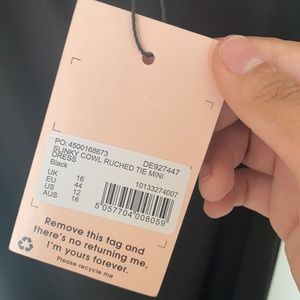 PO: 4500168673 DE927447
SLINKY COWL RUCHED TIE MINI
DRESS
Black
UK 16
EU 44
US 12 10133274007
AUS 16
5 057704 008059
Remove this tag and
there's no returning me,
I'm yours forever.
Please recycle me